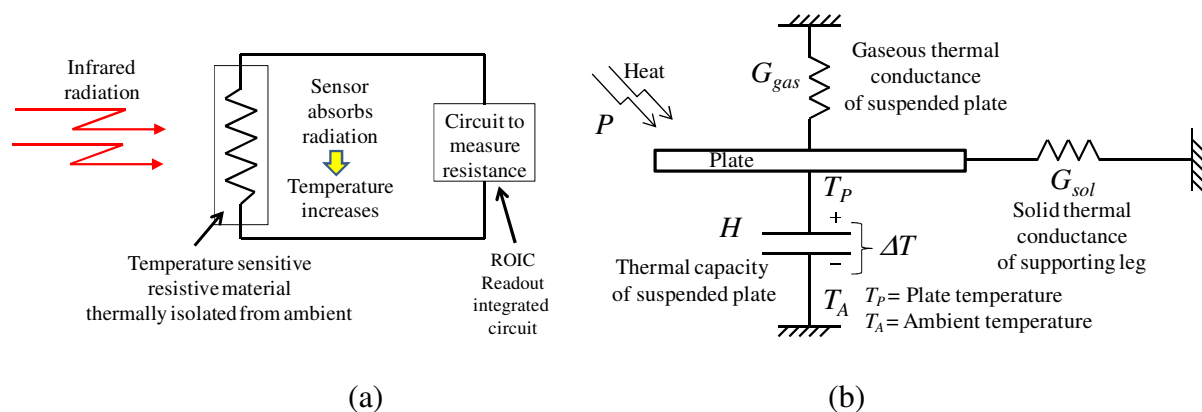 Infrared
radiation
Sensor
absorbs
radiation
Temperature
increases
Circuit to
measure
resistance
Temperature sensitive
resistive material
thermally isolated from ambient
ROIC
Readout
integrated
circuit
(a)
Heat
P
G_gas
Gaseous thermal
conductance
of suspended plate
Plate
T_P
G_sol
Solid thermal
conductance
of supporting leg
H
+
−
ΔT
Thermal capacity
of suspended plate
T_A
T_P = Plate temperature
T_A = Ambient temperature
(b)